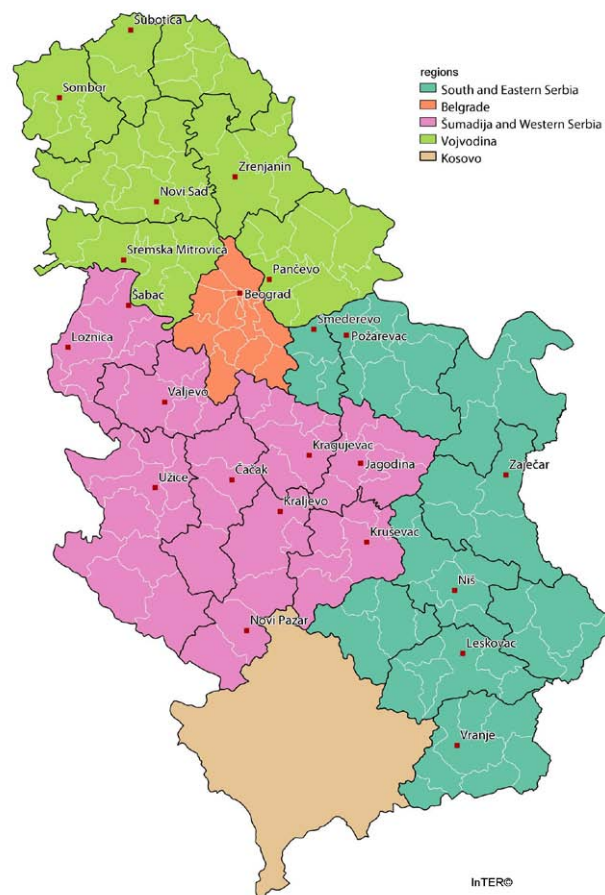 Subotica
Sombor
regions
South and Eastern Serbia
Belgrade
Šumadija and Western Serbia
Vojvodina
Kosovo
Zrenjanin
Novi Sad
Sremska Mitrovica
Pančevo
Beograd
Šabac
Smederevo
Požarevac
Loznica
Valjevo
Kragujevac
Jagodina
Zaječar
Užice
Čačak
Kraljevo
Kruševac
Niš
Novi Pazar
Leskovac
Vranje
InTER©